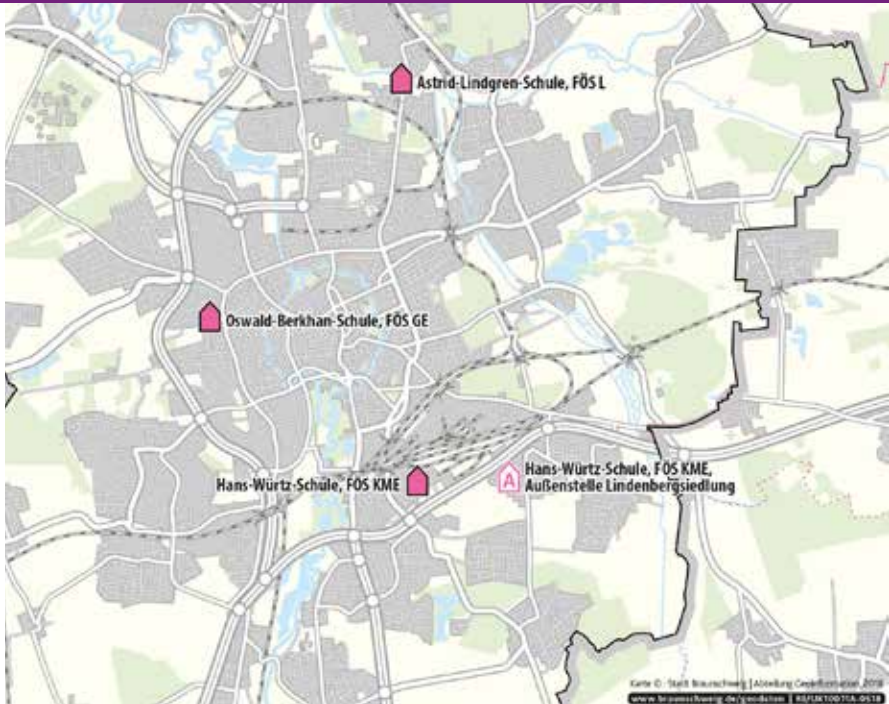 Astrid-Lindgren-Schule, FÖS L
Oswald-Berkhan-Schule, FÖS GE
Hans-Würtz-Schule, FÖS KME
A
Hans-Würtz-Schule, FÖS KME,
Außenstelle Lindenbergsiedlung
Karte © Stadt Braunschweig | Abteilung Geoinformation, 2018
www.braunschweig.de/geodaten